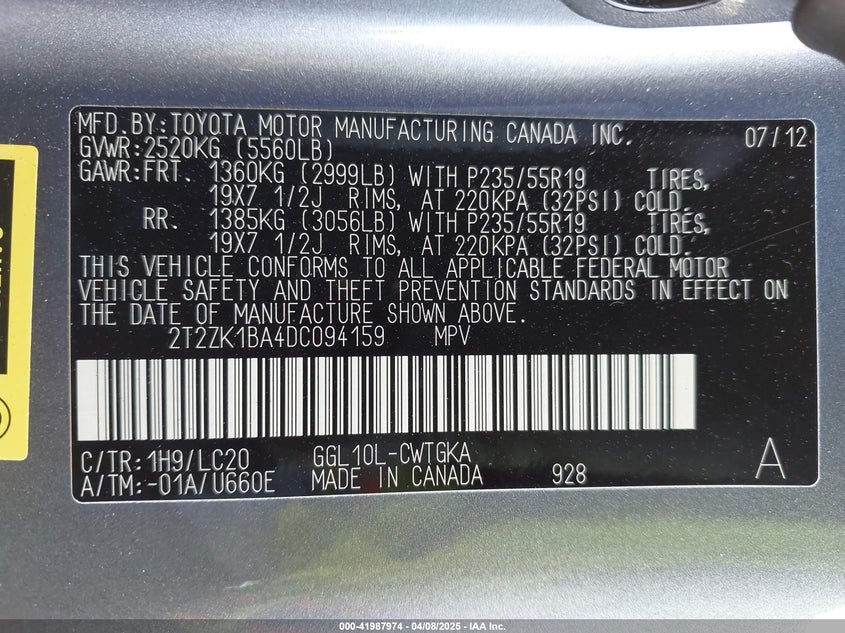 MFD.BY:TOYOTA MOTOR MANUFACTURING CANADA INC. 07/12
GVWR:2520KG (5560LB)
GAWR:FRT. 1360KG (2999LB) WITH P235/55R19 TIRES,
19X7 1/2J RIMS, AT 220KPA (32PSI) COLD.
RR. 1385KG (3056LB) WITH P235/55R19 TIRES,
19X7 1/2J RIMS, AT 220KPA (32PSI) COLD.
THIS VEHICLE CONFORMS TO ALL APPLICABLE FEDERAL MOTOR
VEHICLE SAFETY AND THEFT PREVENTION STANDARDS IN EFFECT ON
THE DATE OF MANUFACTURE SHOWN ABOVE.
2T2ZK1BA4DC094159 MPV
C/TR:1H9/LC20 GGL10L-CWTGKA A
A/TM:-01A/U660E MADE IN CANADA 928
000-41987974 | 04/08/2025 - IAA Inc.